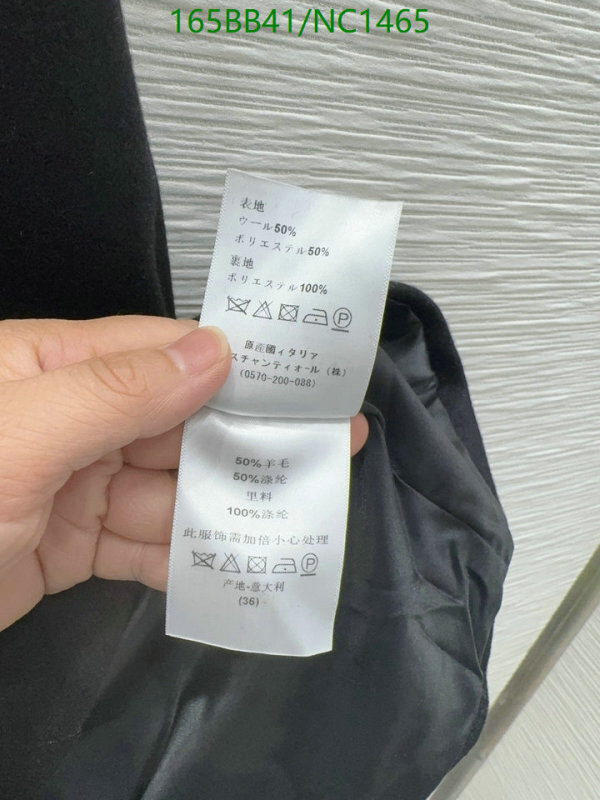 165BB41/NC1465
表地
ウール50%
ポリエステル50%
裏地
ポリエステル100%
P
原産國イタリア
スチャンティオール（株）
(0570-200-088)
50%羊毛
50%涤纶
里料
100%涤纶
此服饰需加倍小心处理
P
产地-意大利
(36)